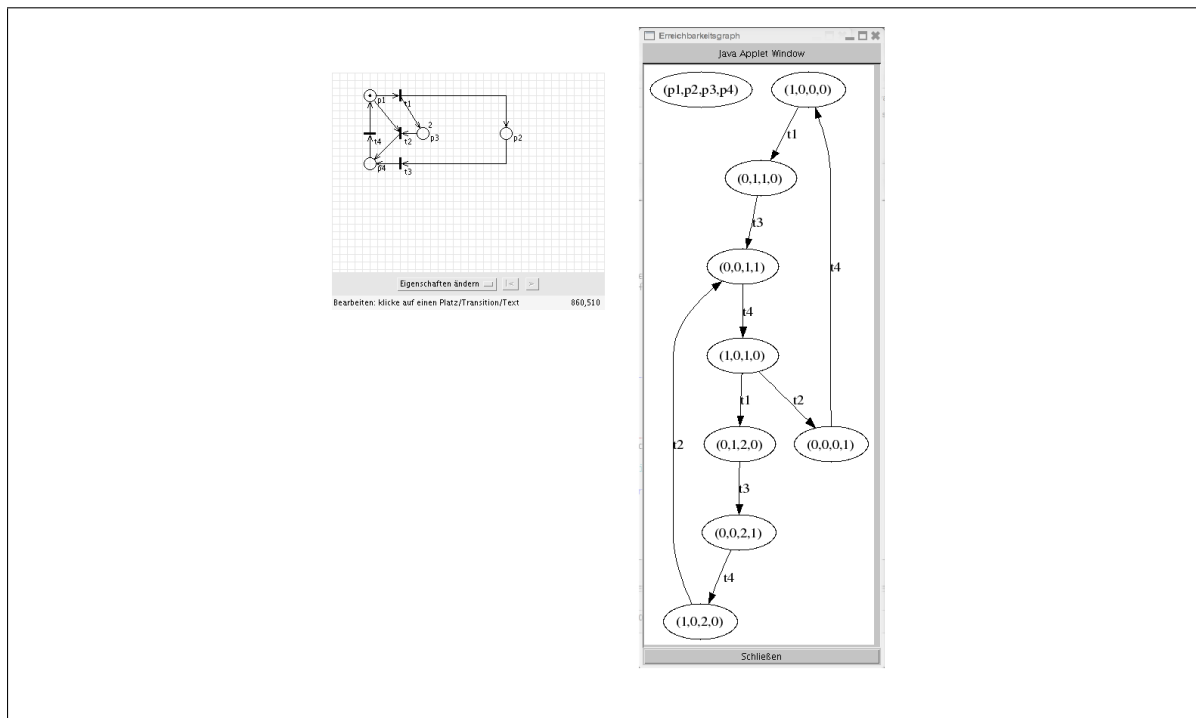 p1
t1
2
t2
p3
p2
t4
p4
t3
Eigenschaften ändern
Bearbeiten: klicke auf einen Platz/Transition/Text
860,510
Erreichbarkeitsgraph
Java Applet Window
(p1,p2,p3,p4)
(1,0,0,0)
t1
(0,1,1,0)
t3
(0,0,1,1)
t4
t4
(1,0,1,0)
t1
t2
(0,1,2,0)
(0,0,0,1)
t2
t3
(0,0,2,1)
t4
(1,0,2,0)
Schließen